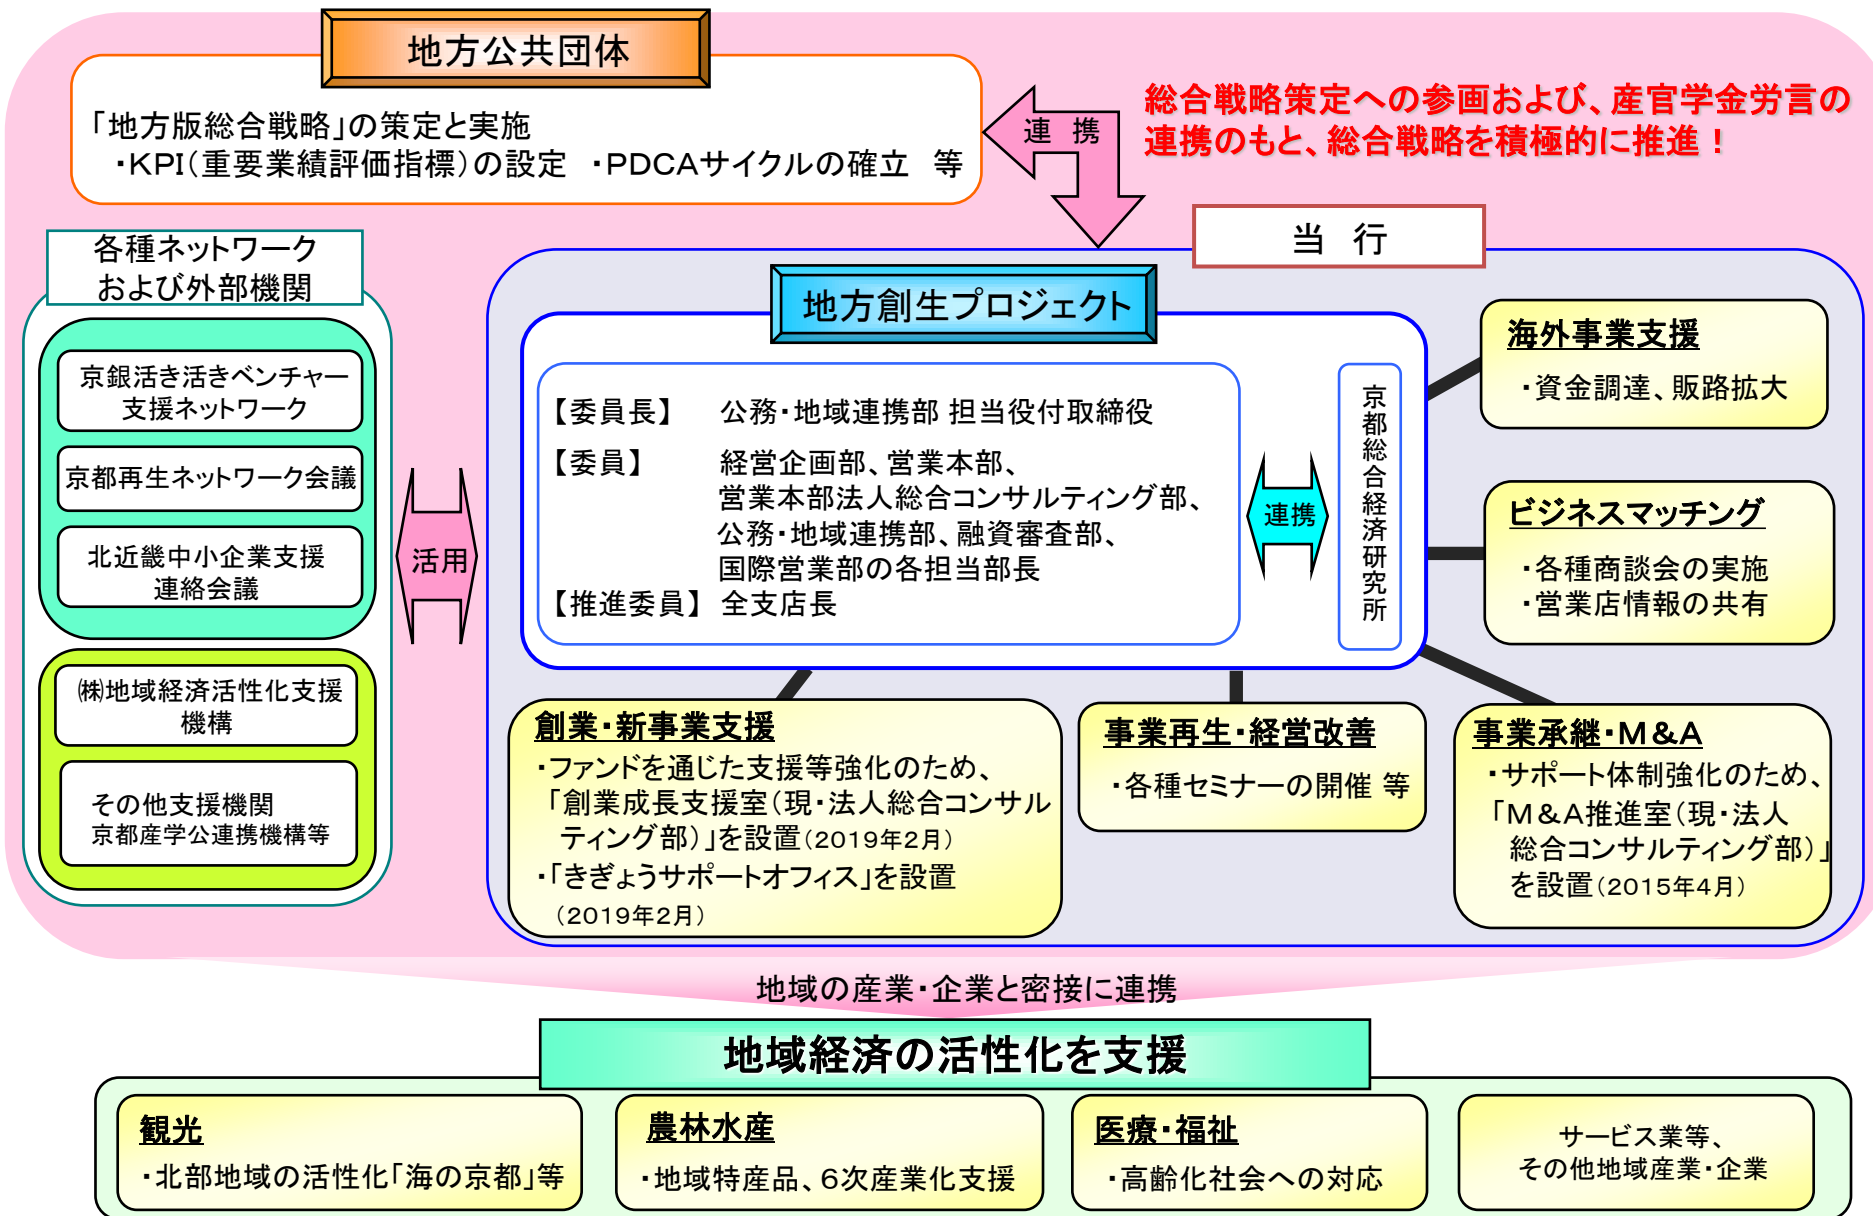 地方公共団体
「地方版総合戦略」の策定と実施
・KPI(重要業績評価指標)の設定 ・PDCAサイクルの確立 等
連 携
総合戦略策定への参画および、産官学金労言の
連携のもと、総合戦略を積極的に推進！
各種ネットワーク
および外部機関
京銀活き活きベンチャー
支援ネットワーク
京都再生ネットワーク会議
北近畿中小企業支援
連絡会議
㈱地域経済活性化支援
機構
その他支援機関
京都産学公連携機構等
活用
当 行
地方創生プロジェクト
【委員長】 公務・地域連携部 担当役付取締役
【委員】 経営企画部、営業本部、
営業本部法人総合コンサルティング部、
公務・地域連携部、融資審査部、
国際営業部の各担当部長
【推進委員】 全支店長
連携
京都総合経済研究所
海外事業支援
・資金調達、販路拡大
ビジネスマッチング
・各種商談会の実施
・営業店情報の共有
創業・新事業支援
・ファンドを通じた支援等強化のため、
「創業成長支援室(現・法人総合コンサル
ティング部)」を設置(2019年2月)
・「きぎょうサポートオフィス」を設置
(2019年2月)
事業再生・経営改善
・各種セミナーの開催 等
事業承継・M&A
・サポート体制強化のため、
「M&A推進室(現・法人
総合コンサルティング部)」
を設置(2015年4月)
地域の産業・企業と密接に連携
地域経済の活性化を支援
観光
・北部地域の活性化「海の京都」等
農林水産
・地域特産品、6次産業化支援
医療・福祉
・高齢化社会への対応
サービス業等、
その他地域産業・企業